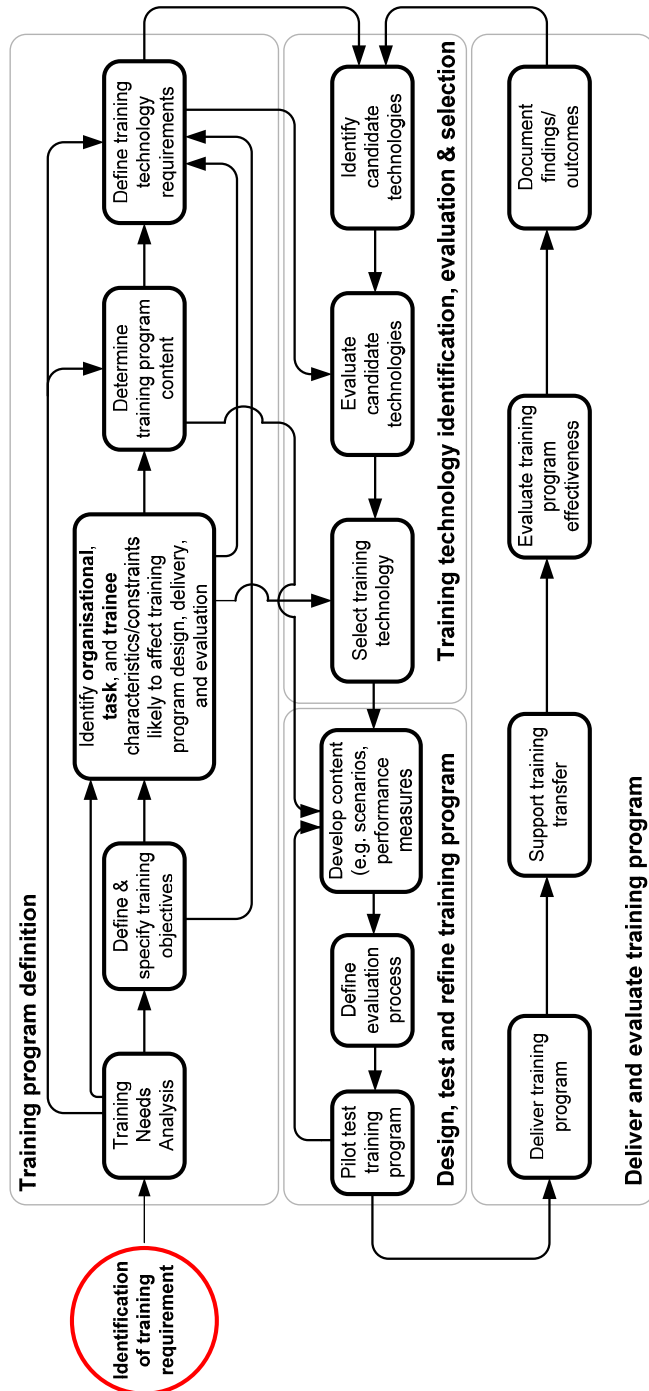 Training program definition
Identification
of training
requirement
Training
Needs
Analysis
Define &
specify training
objectives
Identify organisational,
task, and trainee
characteristics/constraints
likely to affect training
program design, delivery,
and evaluation
Determine
training program
content
Define training
technology
requirements
Identify
candidate
technologies
Evaluate
candidate
technologies
Select training
technology
Training technology identification, evaluation & selection
Develop content
(e.g. scenarios,
performance
measures
Define
evaluation
process
Pilot test
training
program
Design, test and refine training program
Deliver training
program
Support training
transfer
Evaluate training
program
effectiveness
Document
findings/
outcomes
Deliver and evaluate training program